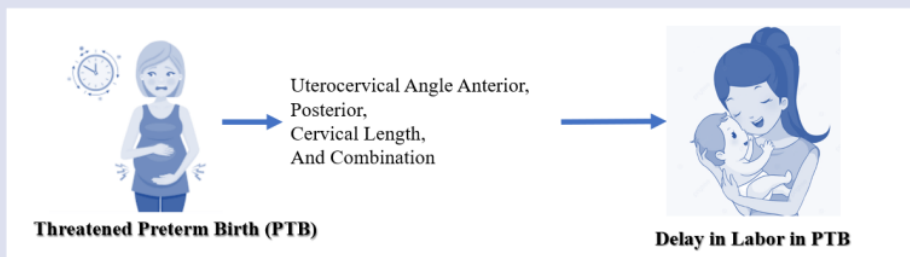 Uterocervical Angle Anterior,
Posterior,
Cervical Length,
And Combination
Threatened Preterm Birth (PTB)
Delay in Labor in PTB